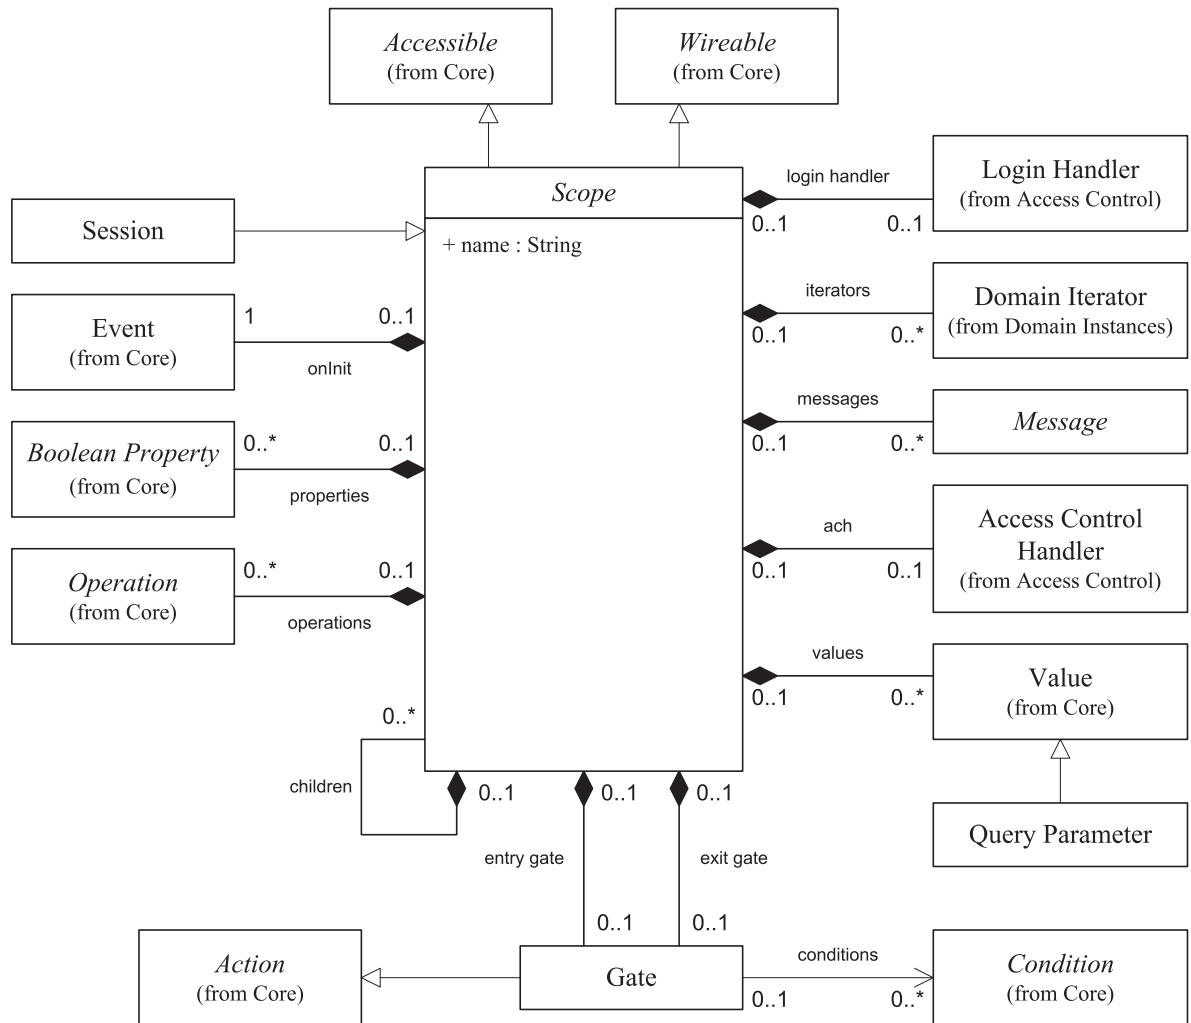 Accessible
(from Core)
Wireable
(from Core)
Scope
+ name : String
Session
Event
(from Core)
1
0..1
onInit
Boolean Property
(from Core)
0..*
0..1
properties
Operation
(from Core)
0..*
0..1
operations
login handler
0..1
0..1
Login Handler
(from Access Control)
iterators
0..1
0..*
Domain Iterator
(from Domain Instances)
messages
0..1
0..*
Message
ach
0..1
0..1
Access Control
Handler
(from Access Control)
values
0..1
0..*
Value
(from Core)
Query Parameter
0..*
children
0..1
0..1
0..1
entry gate
exit gate
0..1
0..1
Action
(from Core)
Gate
conditions
0..1
0..*
Condition
(from Core)